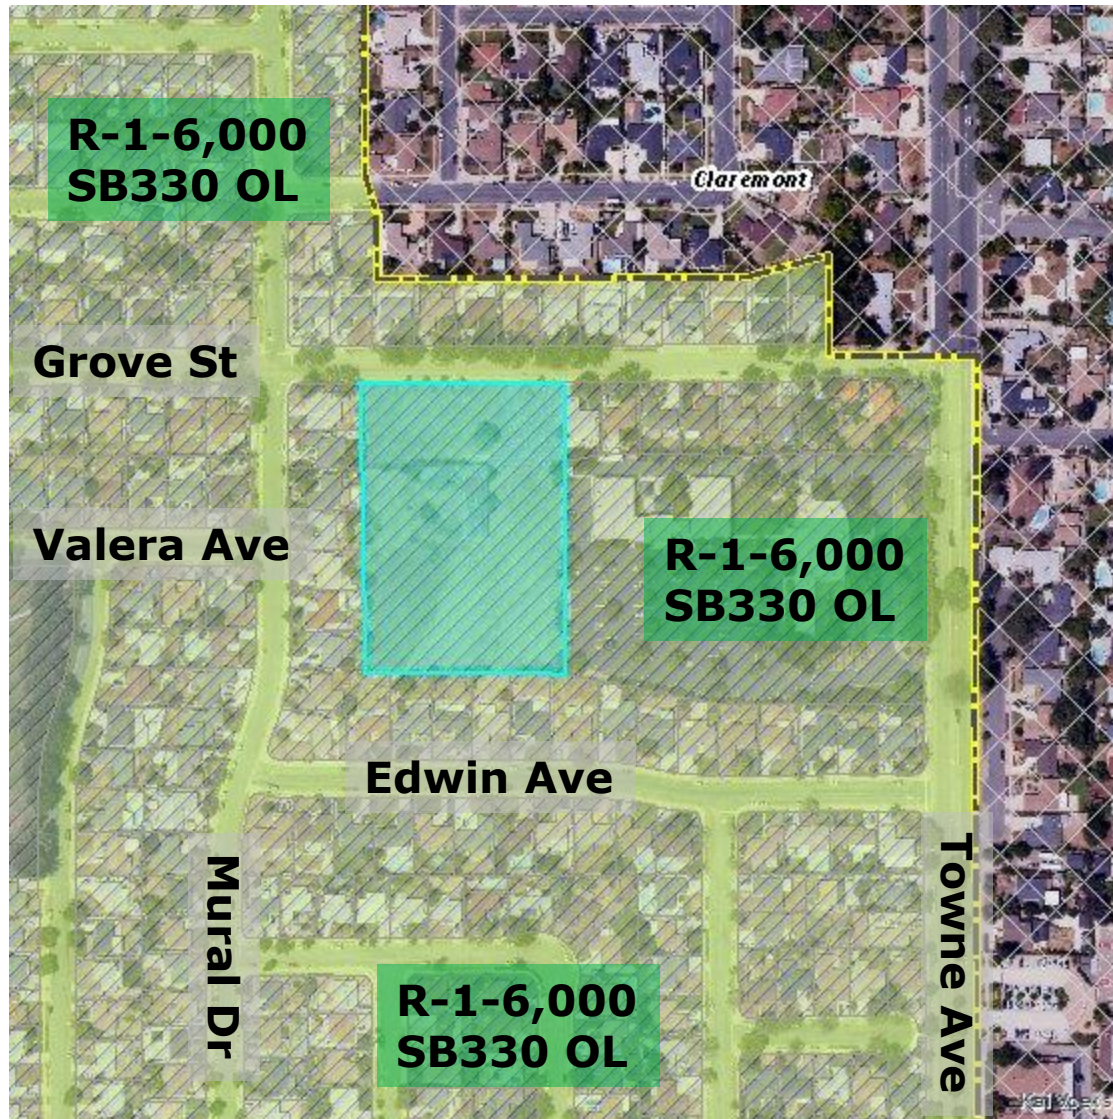 R-1-6,000
SB330 OL
Claremont
Grove St
Valera Ave
R-1-6,000
SB330 OL
Edwin Ave
Mural Dr
Towne Ave
R-1-6,000
SB330 OL